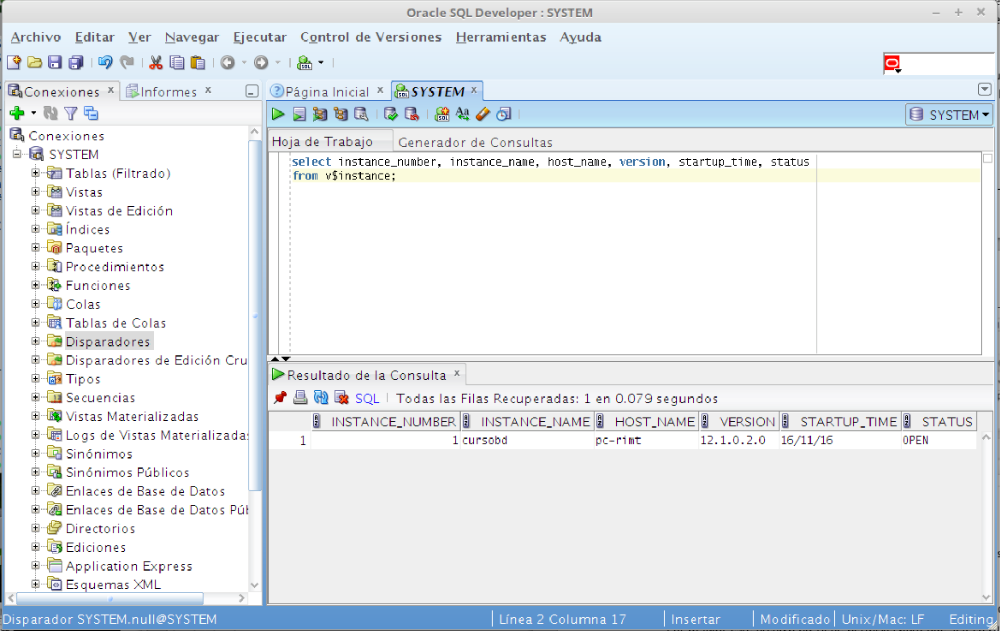 Oracle SQL Developer : SYSTEM
Archivo Editar Ver Navegar Ejecutar Control de Versiones Herramientas Ayuda
Conexiones
Informes
Página Inicial
SYSTEM
SYSTEM
Conexiones
SYSTEM
Tablas (Filtrado)
Vistas
Vistas de Edición
Índices
Paquetes
Procedimientos
Funciones
Colas
Tablas de Colas
Disparadores
Disparadores de Edición Cru
Tipos
Secuencias
Vistas Materializadas
Logs de Vistas Materializada
Sinónimos
Sinónimos Públicos
Enlaces de Base de Datos
Enlaces de Base de Datos Púb
Directorios
Ediciones
Application Express
Esquemas XML
Hoja de Trabajo Generador de Consultas
select instance_number, instance_name, host_name, version, startup_time, status
from v$instance;
Resultado de la Consulta
SQL Todas las Filas Recuperadas: 1 en 0.079 segundos
INSTANCE_NUMBER INSTANCE_NAME HOST_NAME VERSION STARTUP_TIME STATUS
1 1 cursobd pc-rimt 12.1.0.2.0 16/11/16 OPEN
Disparador SYSTEM.null@SYSTEM Línea 2 Columna 17 Insertar Modificado Unix/Mac: LF Editing